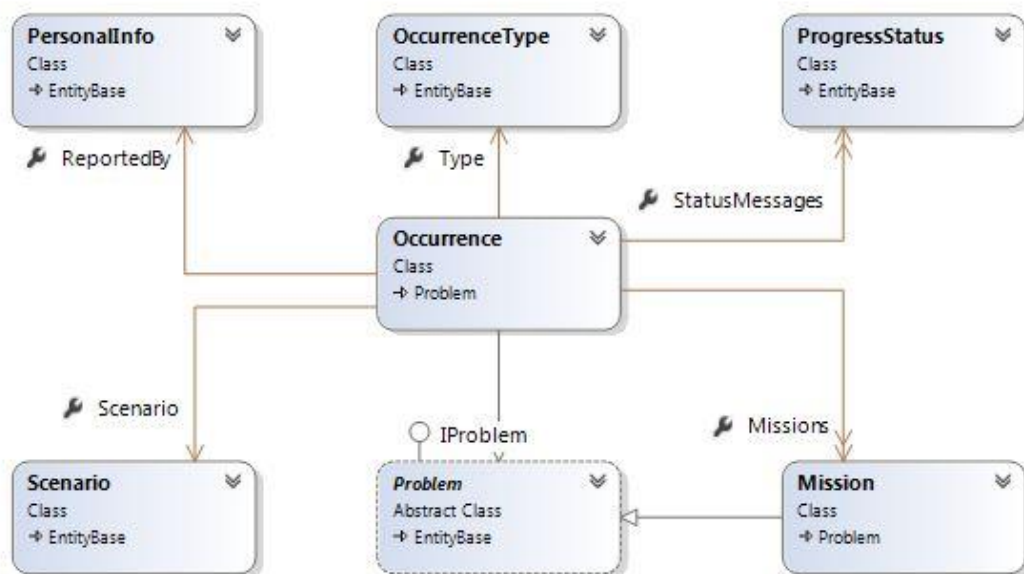 PersonalInfo
Class
EntityBase
OccurrenceType
Class
EntityBase
ProgressStatus
Class
EntityBase
ReportedBy
Type
StatusMessages
Occurrence
Class
Problem
Scenario
IProblem
Missions
Scenario
Class
EntityBase
Problem
Abstract Class
EntityBase
Mission
Class
Problem